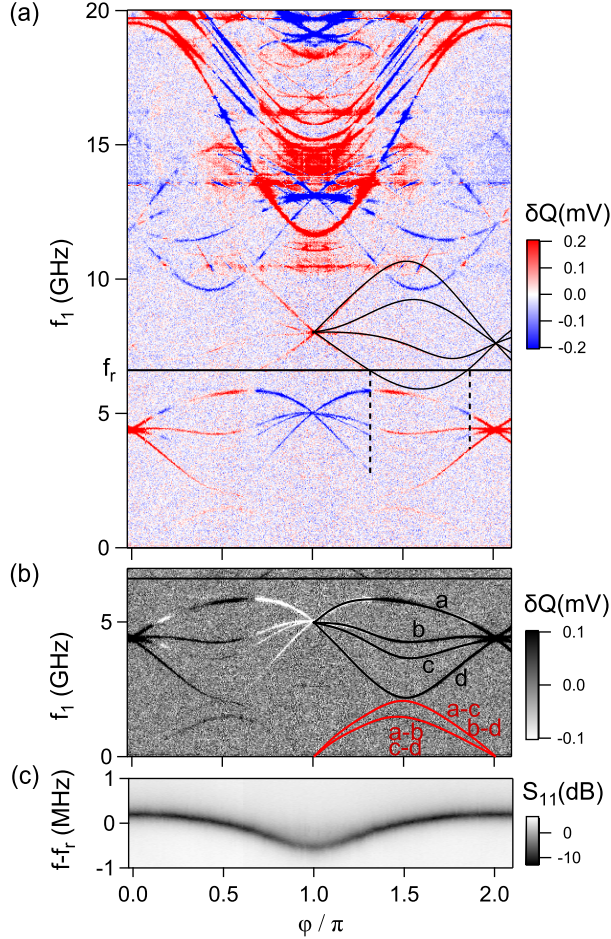 (a)
20
15
10
f₁ (GHz)
fᵣ
5
0
δQ(mV)
0.2
0.1
0.0
-0.1
-0.2
(b)
5
0
f₁ (GHz)
a
b
c
d
a-c
b-d
a-b
c-d
δQ(mV)
0.1
0.0
-0.1
(c)
1
0
-1
f-fᵣ (MHz)
S₁₁(dB)
0
-10
0.0 0.5 1.0 1.5 2.0
φ / π